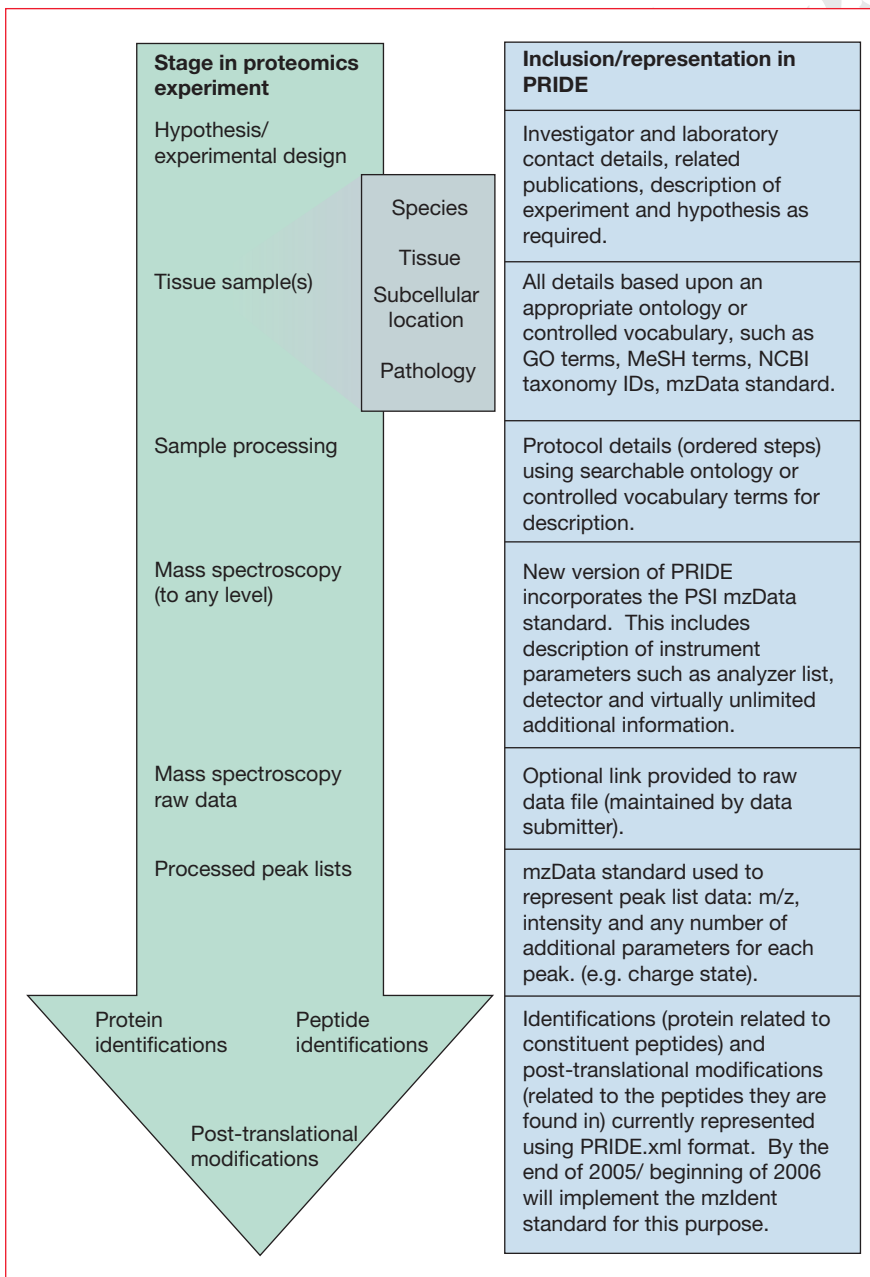 Stage in proteomics
experiment
Hypothesis/
experimental design
Tissue sample(s)
Species
Tissue
Subcellular
location
Pathology
Sample processing
Mass spectroscopy
(to any level)
Mass spectroscopy
raw data
Processed peak lists
Protein
identifications
Peptide
identifications
Post-translational
modifications
Inclusion/representation in
PRIDE
Investigator and laboratory
contact details, related
publications, description of
experiment and hypothesis as
required.
All details based upon an
appropriate ontology or
controlled vocabulary, such as
GO terms, MeSH terms, NCBI
taxonomy IDs, mzData standard.
Protocol details (ordered steps)
using searchable ontology or
controlled vocabulary terms for
description.
New version of PRIDE
incorporates the PSI mzData
standard.  This includes
description of instrument
parameters such as analyzer list,
detector and virtually unlimited
additional information.
Optional link provided to raw
data file (maintained by data
submitter).
mzData standard used to
represent peak list data: m/z,
intensity and any number of
additional parameters for each
peak. (e.g. charge state).
Identifications (protein related to
constituent peptides) and
post-translational modifications
(related to the peptides they are
found in) currently represented
using PRIDE.xml format.  By the
end of 2005/ beginning of 2006
will implement the mzIdent
standard for this purpose.